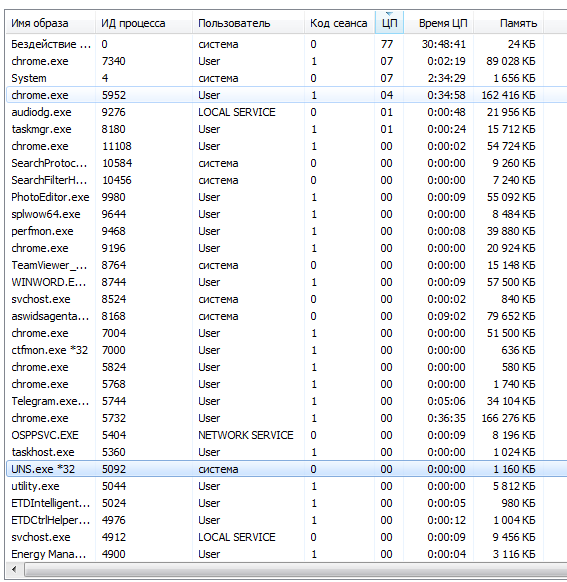 Имя образа ИД процесса Пользователь Код сеанса ЦП Время ЦП Память
Бездействие ... 0 система 0 77 30:48:41 24 КБ
chrome.exe 7340 User 1 07 0:02:19 89 028 КБ
System 4 система 0 07 2:34:29 1 656 КБ
chrome.exe 5952 User 1 04 0:34:58 162 416 КБ
audiodg.exe 9276 LOCAL SERVICE 0 01 0:00:48 21 956 КБ
taskmgr.exe 8180 User 1 01 0:00:24 15 712 КБ
chrome.exe 11108 User 1 00 0:00:02 54 724 КБ
SearchProtoc... 10584 система 0 00 0:00:00 9 260 КБ
SearchFilterH... 10456 система 0 00 0:00:00 7 240 КБ
PhotoEditor.exe 9980 User 1 00 0:00:09 55 092 КБ
splwow64.exe 9644 User 1 00 0:00:00 8 484 КБ
perfmon.exe 9468 User 1 00 0:00:08 39 880 КБ
chrome.exe 9196 User 1 00 0:00:00 20 924 КБ
TeamViewer_... 8764 система 0 00 0:00:00 15 148 КБ
WINWORD.E... 8744 User 1 00 0:00:09 57 500 КБ
svchost.exe 8524 система 0 00 0:00:02 840 КБ
aswidsagenta... 8168 система 0 00 0:09:02 79 652 КБ
chrome.exe 7004 User 1 00 0:00:00 51 500 КБ
ctfmon.exe *32 7000 User 1 00 0:00:00 636 КБ
chrome.exe 5824 User 1 00 0:00:00 580 КБ
chrome.exe 5768 User 1 00 0:00:00 1 740 КБ
Telegram.exe... 5744 User 1 00 0:05:06 34 104 КБ
chrome.exe 5732 User 1 00 0:36:35 166 276 КБ
OSPPSVC.EXE 5404 NETWORK SERVICE 0 00 0:00:09 8 196 КБ
taskhost.exe 5360 User 1 00 0:00:00 1 024 КБ
UNS.exe *32 5092 система 0 00 0:00:00 1 160 КБ
utility.exe 5044 User 1 00 0:00:00 5 812 КБ
ETDIntelligent... 5024 User 1 00 0:00:05 980 КБ
ETDCtrlHelper... 4976 User 1 00 0:00:12 1 004 КБ
svchost.exe 4912 LOCAL SERVICE 0 00 0:00:09 9 456 КБ
Energy Mana... 4900 User 1 00 0:00:04 3 116 КБ